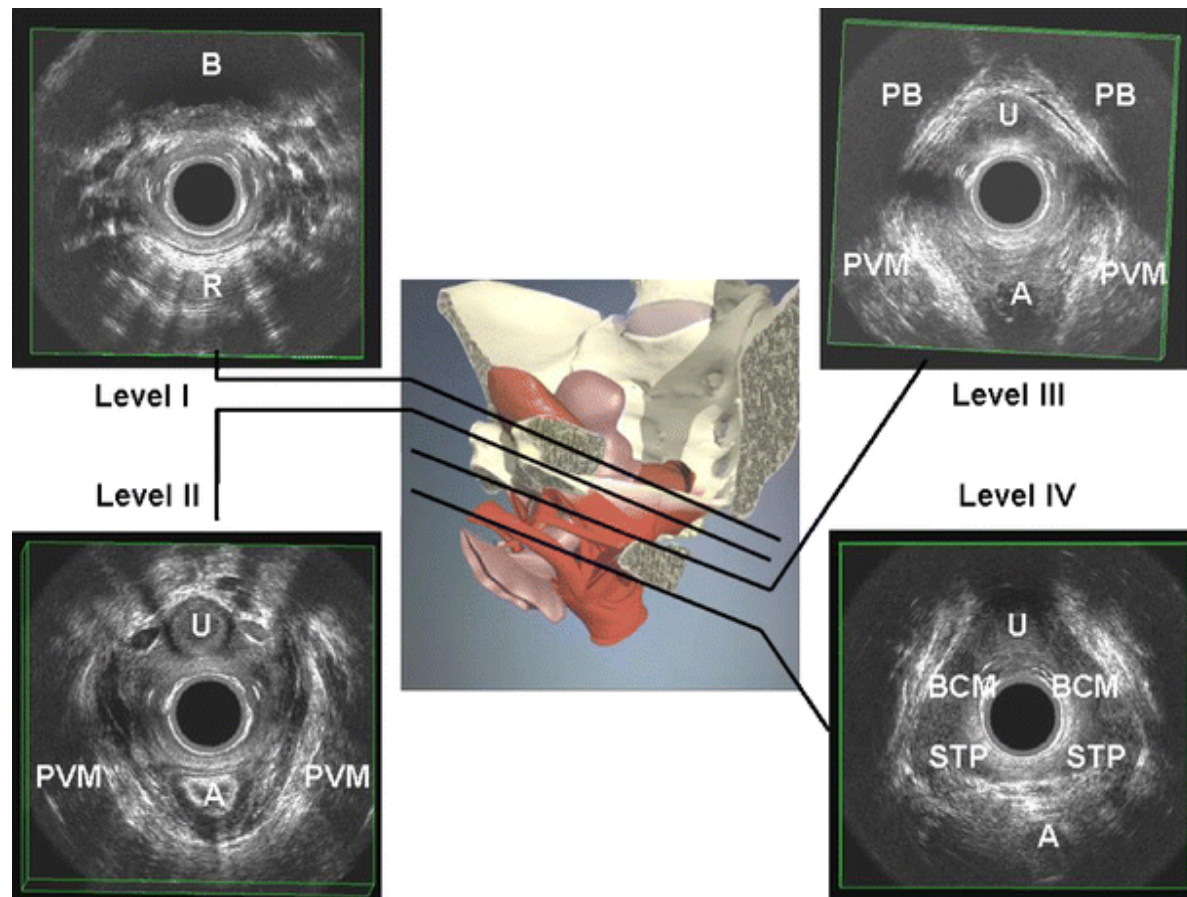 B
R
Level I
PB PB
U
PVM PVM
A
Level III
Level II
U
PVM PVM
A
Level IV
U
BCM BCM
STP STP
A